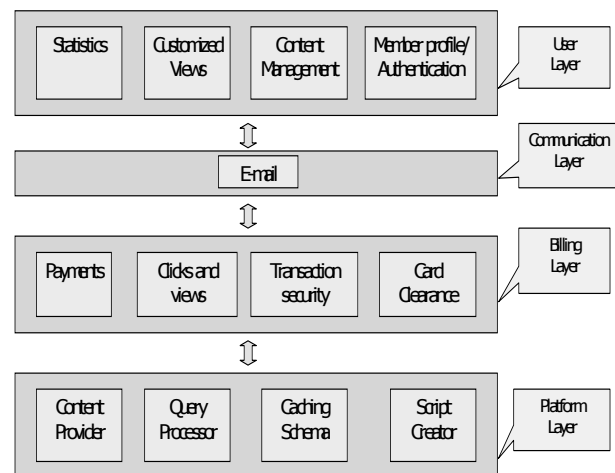 Statistics
Customized
Views
Content
Management
Member profile/
Authentication
User
Layer
E-mail
Communication
Layer
Payments
Clicks and
views
Transaction
security
Card
Clearance
Billing
Layer
Content
Provider
Query
Processor
Caching
Schema
Script
Creator
Platform
Layer